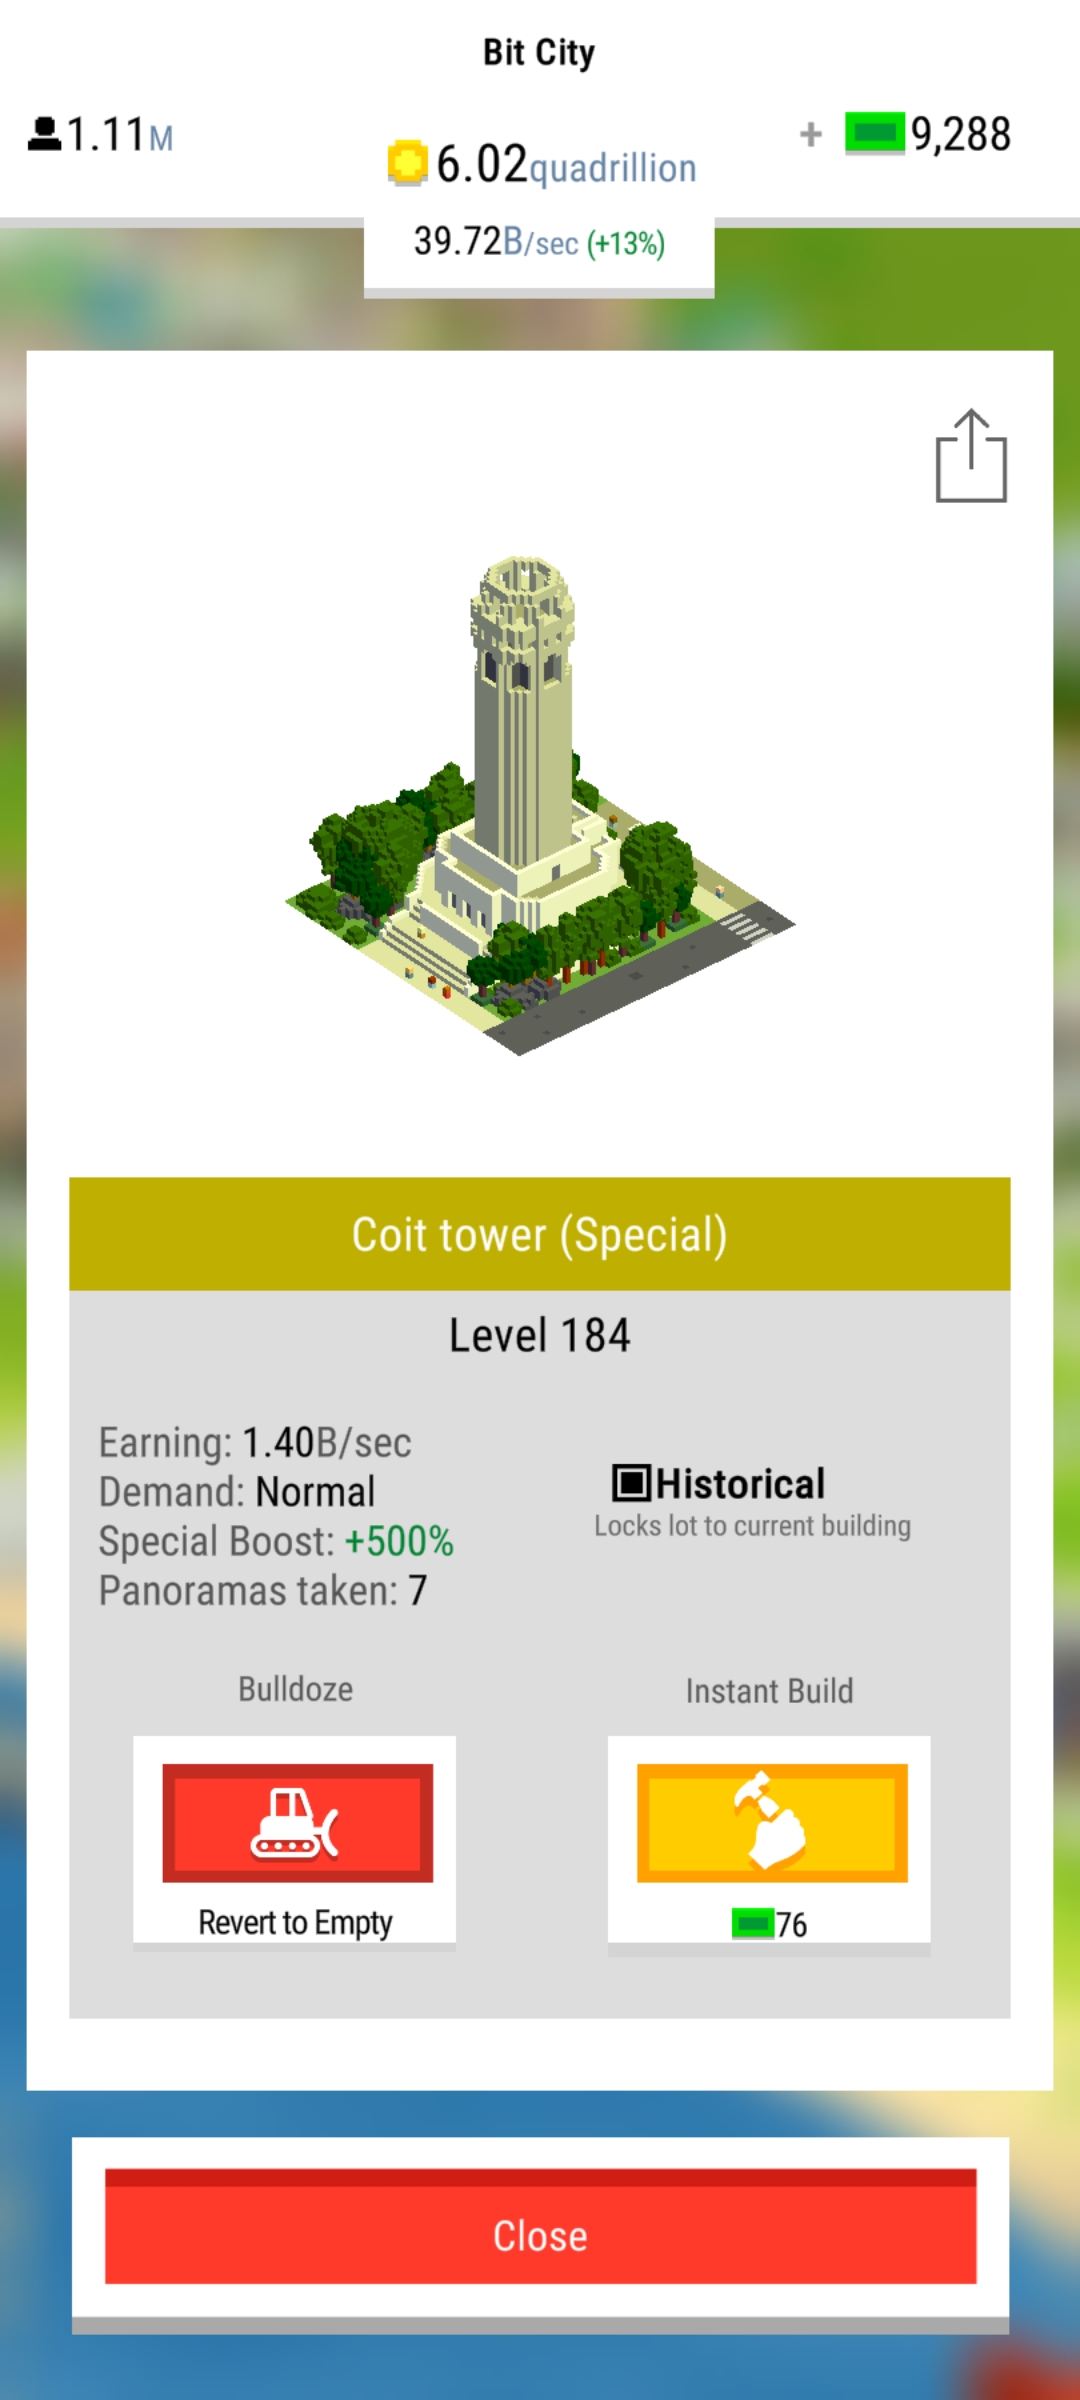 Bit City
1.11M
6.02quadrillion
+ 9,288
39.72B/sec (+13%)
Coit tower (Special)
Level 184
Earning: 1.40B/sec
Demand: Normal
Special Boost: +500%
Panoramas taken: 7
Historical
Locks lot to current building
Bulldoze
Revert to Empty
Instant Build
76
Close